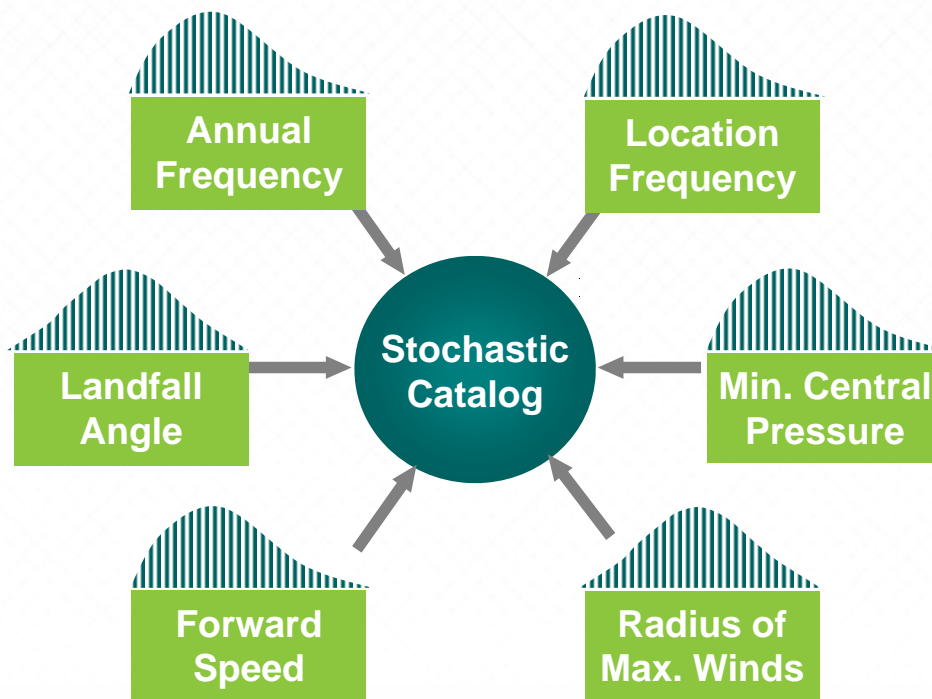 Annual
Frequency
Location
Frequency
Stochastic
Catalog
Landfall
Angle
Min. Central
Pressure
Forward
Speed
Radius of
Max. Winds